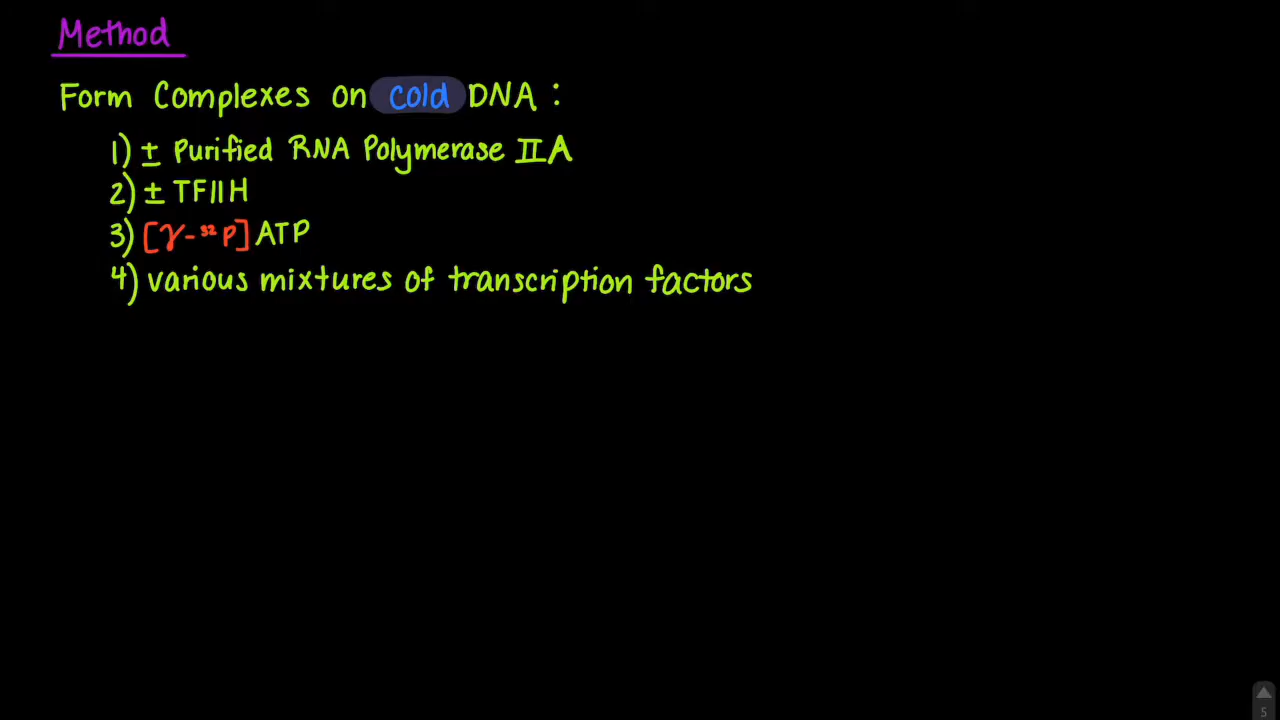 Method
Form Complexes on cold DNA :
1) ± Purified RNA Polymerase IIA
2) ± TFIIH
3) [γ-³²P] ATP
4) various mixtures of transcription factors
5